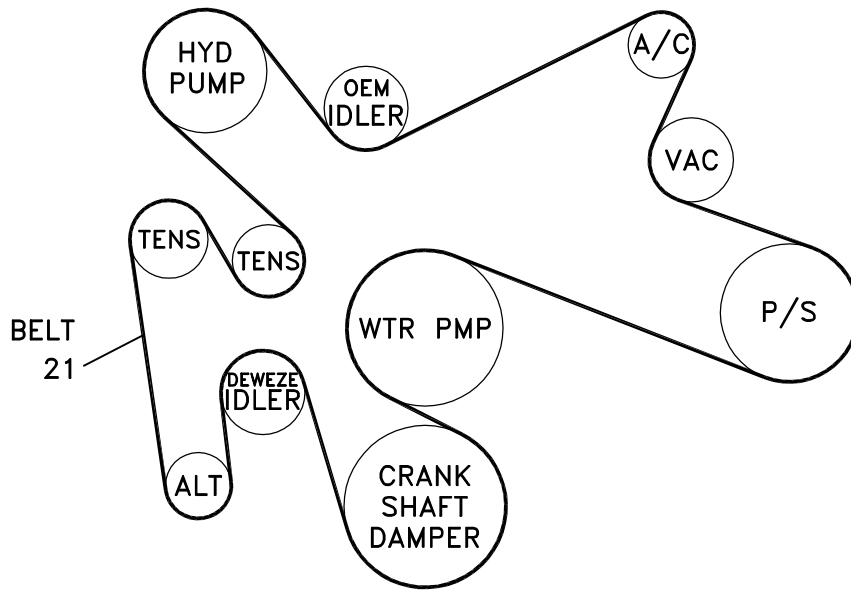 HYD
PUMP
OEM
IDLER
A/C
VAC
TENS
TENS
P/S
WTR PMP
BELT
21
DEWEZE
IDLER
ALT
CRANK
SHAFT
DAMPER